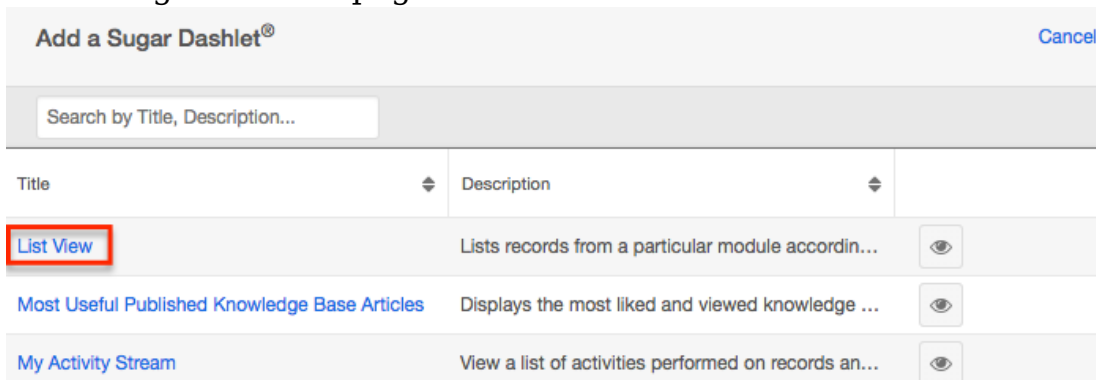 Add a Sugar Dashlet®
Cancel
Search by Title, Description...
Title Description
List View Lists records from a particular module accordin...
Most Useful Published Knowledge Base Articles Displays the most liked and viewed knowledge ...
My Activity Stream View a list of activities performed on records an...